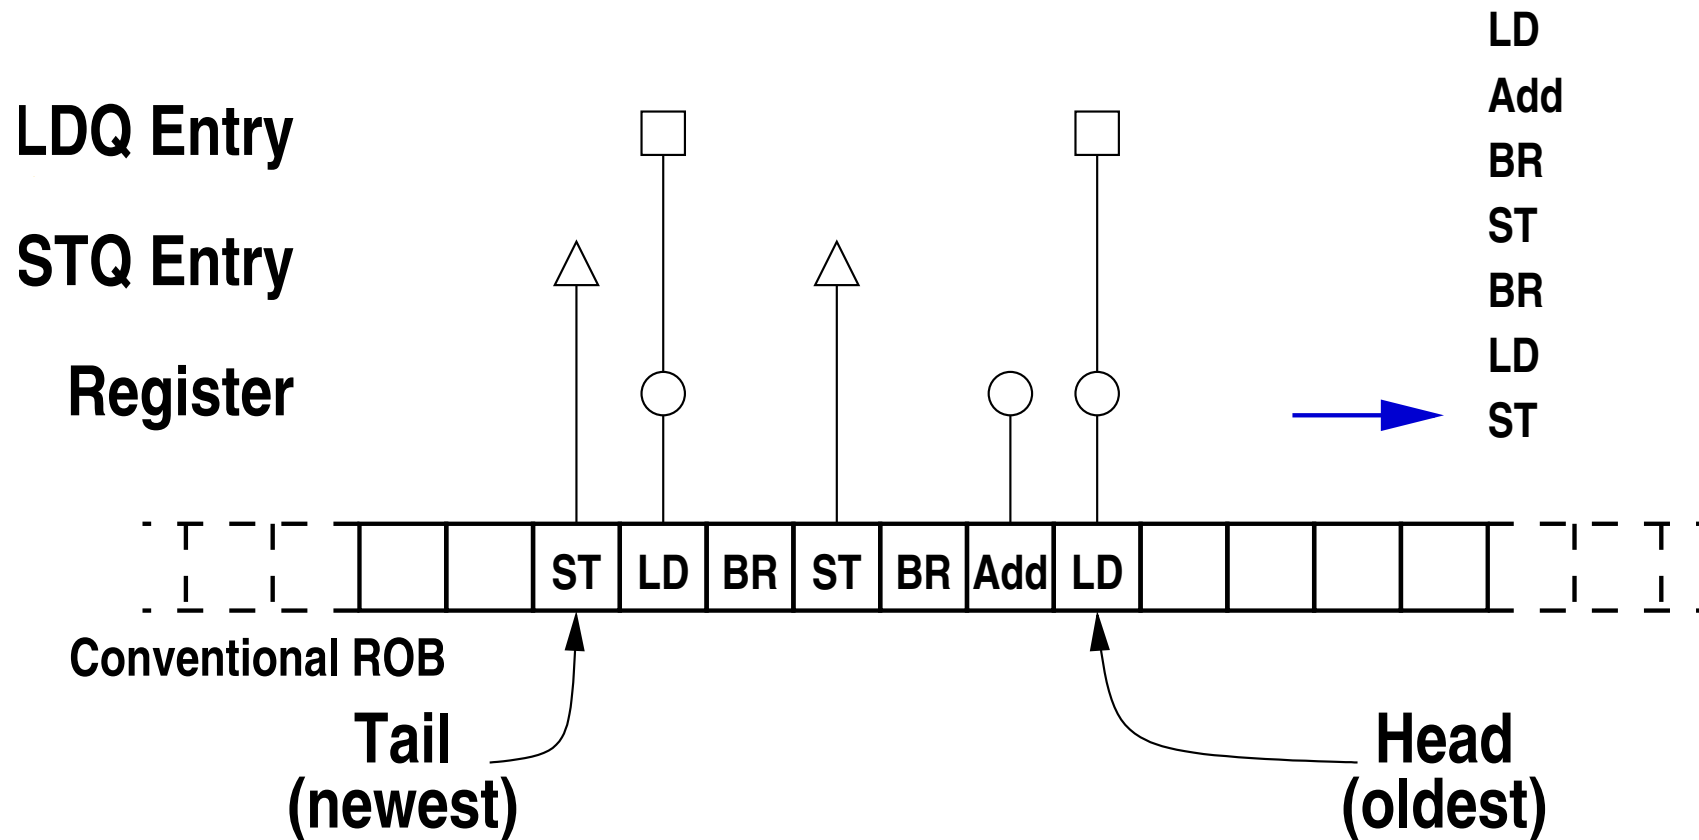 LD
Add
BR
ST
BR
LD
ST
LDQ Entry
STQ Entry
Register
ST LD BR ST BR Add LD
Conventional ROB
Tail
(newest)
Head
(oldest)